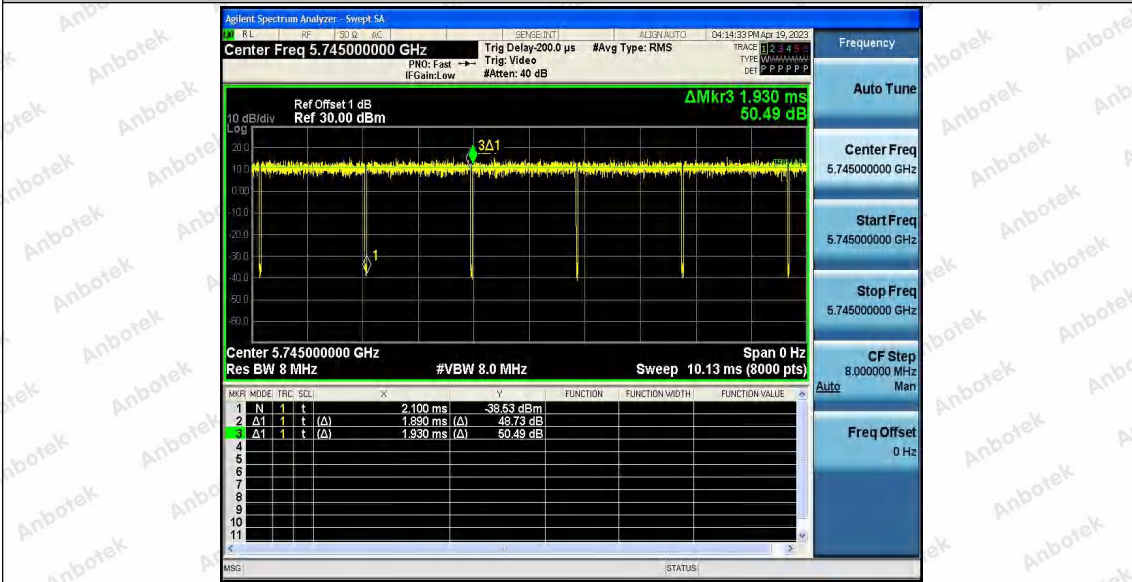 Agilent Spectrum Analyzer - Swept SA
RL RF 50 Ω AC SENSE:INT ALIGNAUTO 04:14:33 PM Apr 19, 2023
Center Freq 5.745000000 GHz
PNO: Fast
IFGain:Low
Trig Delay-200.0 µs
Trig: Video
#Atten: 40 dB
#Avg Type: RMS
TRACE 1 2 3 4 5 6
TYPE
DET P P P P P P
Frequency
Auto Tune
Center Freq
5.745000000 GHz
Start Freq
5.745000000 GHz
Stop Freq
5.745000000 GHz
CF Step
8.000000 MHz
Auto Man
Freq Offset
0 Hz
ΔMkr3 1.930 ms
50.49 dB
Ref Offset 1 dB
10 dB/div Ref 30.00 dBm
Log
20.0
10.0
0.00
-10.0
-20.0
-30.0
-40.0
-50.0
-60.0
3Δ1
1
Center 5.745000000 GHz Span 0 Hz
Res BW 8 MHz #VBW 8.0 MHz Sweep 10.13 ms (8000 pts)
MKR MODE TRC SCL X Y FUNCTION FUNCTION WIDTH FUNCTION VALUE
1 N 1 t 2.100 ms -38.53 dBm
2 Δ1 1 t (Δ) 1.890 ms (Δ) 48.73 dB
3 Δ1 1 t (Δ) 1.930 ms (Δ) 50.49 dB
4
5
6
7
8
9
10
11
MSG STATUS
Anbotek